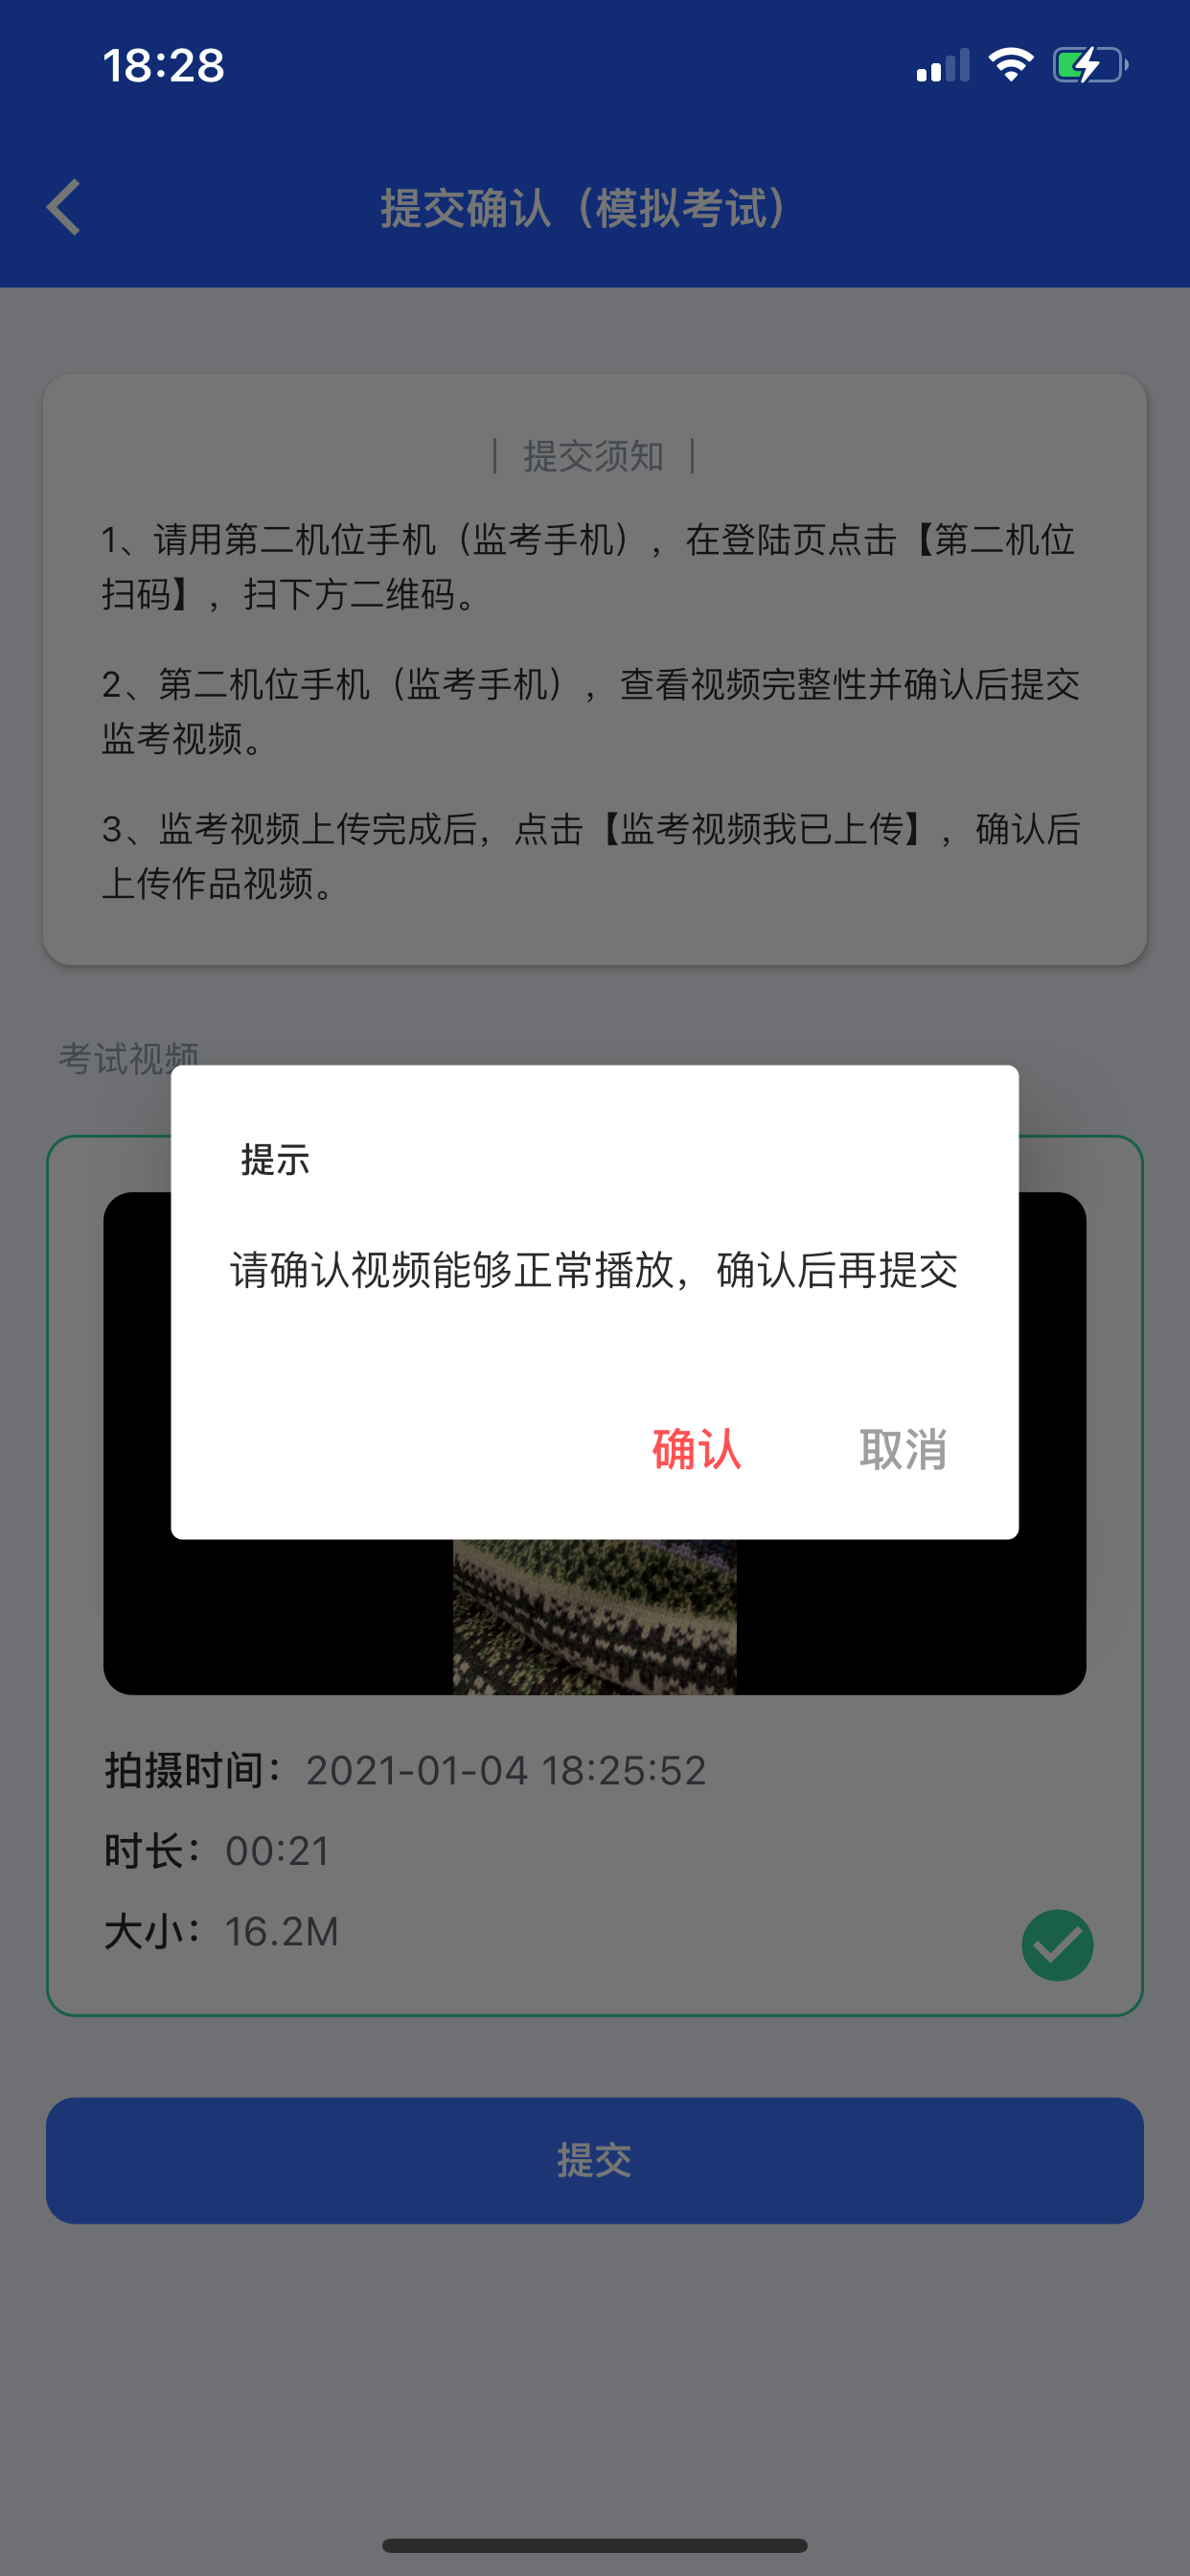 18:28
提交确认（模拟考试）
提交须知
1、请用第二机位手机（监考手机），在登陆页点击【第二机位
扫码】，扫下方二维码。
2、第二机位手机（监考手机），查看视频完整性并确认后提交
监考视频。
3、监考视频上传完成后，点击【监考视频我已上传】，确认后
上传作品视频。
考试视频
提示
请确认视频能够正常播放，确认后再提交
确认 取消
拍摄时间：2021-01-04 18:25:52
时长：00:21
大小：16.2M
提交